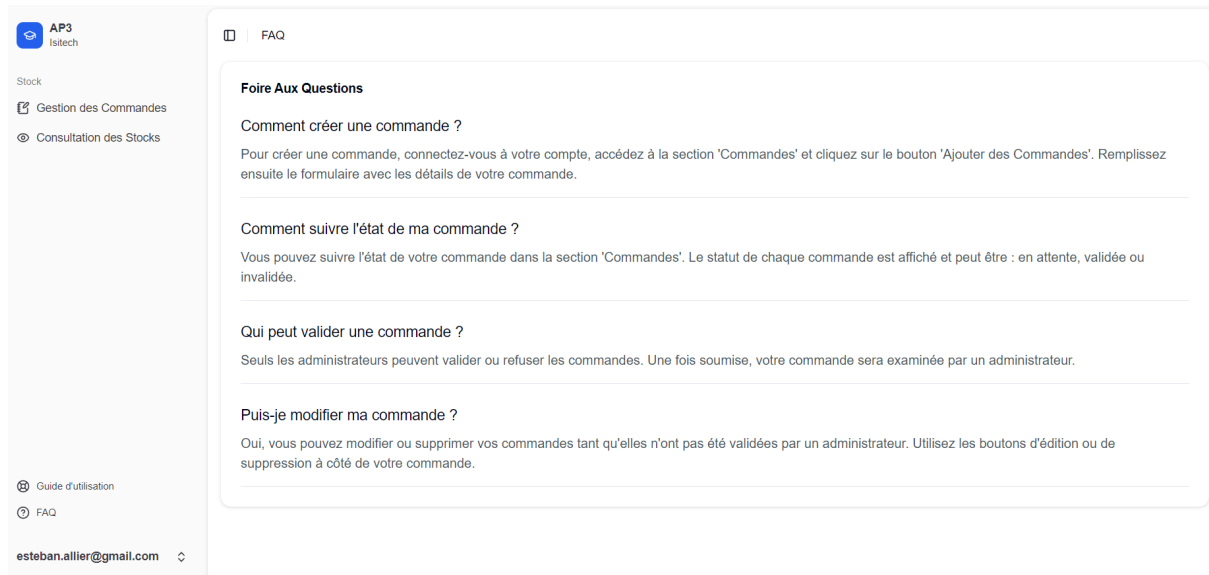 AP3
Isitech
Stock
Gestion des Commandes
Consultation des Stocks
Guide d'utilisation
FAQ
esteban.allier@gmail.com
FAQ
Foire Aux Questions
Comment créer une commande ?
Pour créer une commande, connectez-vous à votre compte, accédez à la section 'Commandes' et cliquez sur le bouton 'Ajouter des Commandes'. Remplissez
ensuite le formulaire avec les détails de votre commande.
Comment suivre l'état de ma commande ?
Vous pouvez suivre l'état de votre commande dans la section 'Commandes'. Le statut de chaque commande est affiché et peut être : en attente, validée ou
invalidée.
Qui peut valider une commande ?
Seuls les administrateurs peuvent valider ou refuser les commandes. Une fois soumise, votre commande sera examinée par un administrateur.
Puis-je modifier ma commande ?
Oui, vous pouvez modifier ou supprimer vos commandes tant qu'elles n'ont pas été validées par un administrateur. Utilisez les boutons d'édition ou de
suppression à côté de votre commande.